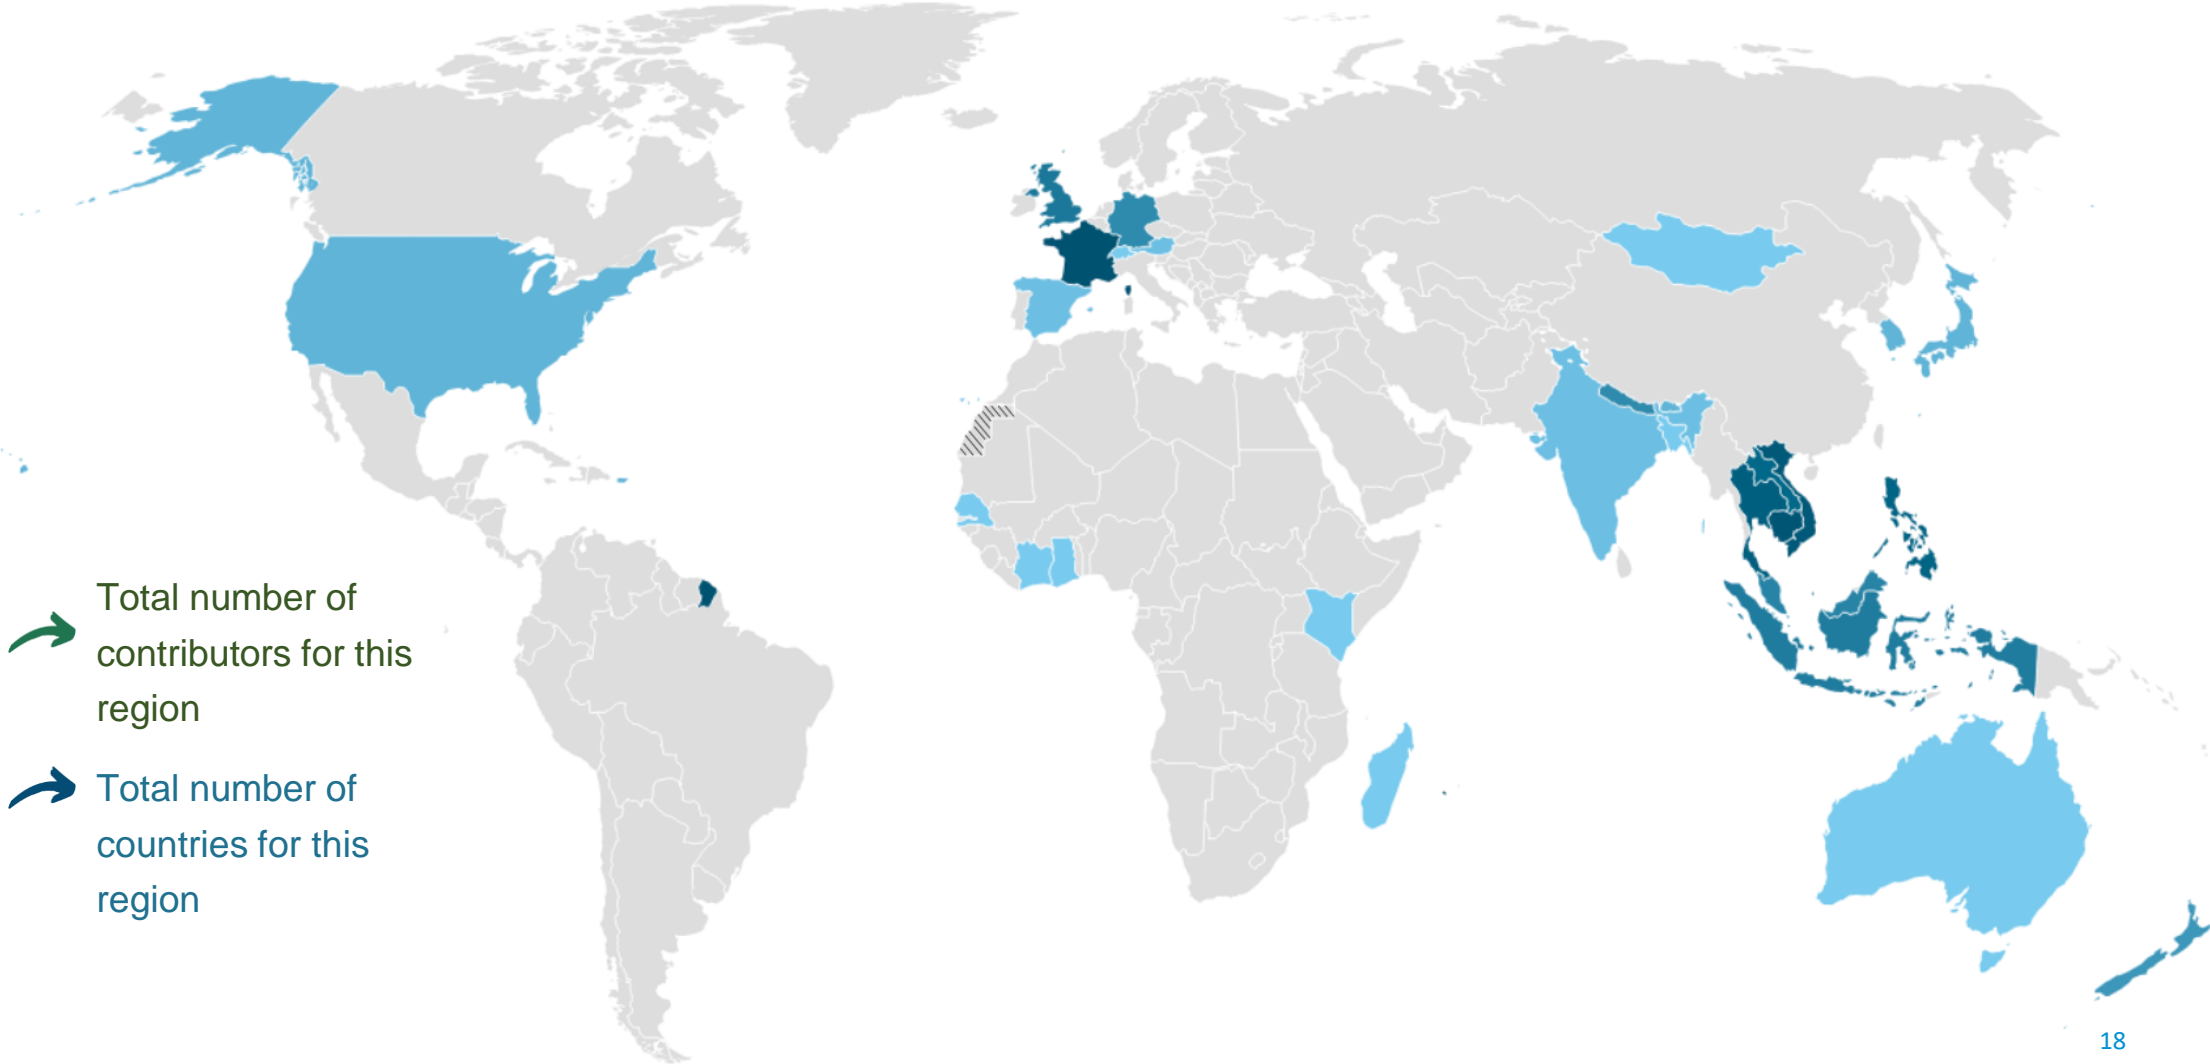 Total number of
contributors for this
region
Total number of
countries for this
region
18